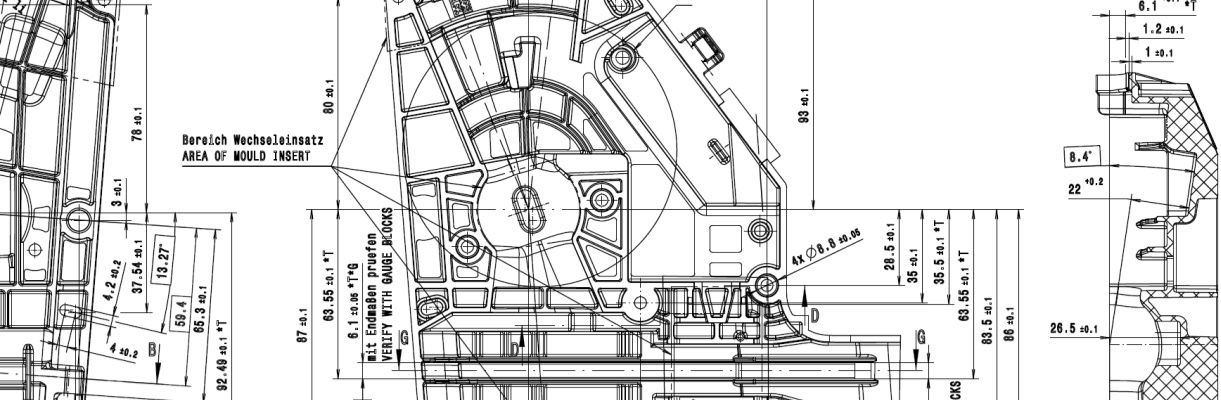 6.1 *T
1.2 ±0.1
1 ±0.1
78 ±0.1
80 ±0.1
93 ±0.1
Bereich Wechseleinsatz
AREA OF MOULD INSERT
8.4°
22 +0.2
3 ±0.1
37.54 ±0.1
4.2 ±0.2
13.27°
59.4
65.3 ±0.1
92.49 ±0.1 *T
4 ±0.2
B
87 ±0.1
63.55 ±0.1 *T
6.1 ±0.05 *T*G
mit Endmaßen pruefen
VERIFY WITH GAUGE BLOCKS
G
D
4x Ø8.8 ±0.05
D
G
28.5 ±0.1
35 ±0.1
35.5 ±0.1 *T
63.55 ±0.1 *T
83.5 ±0.1
86 ±0.1
26.5 ±0.1
CKS